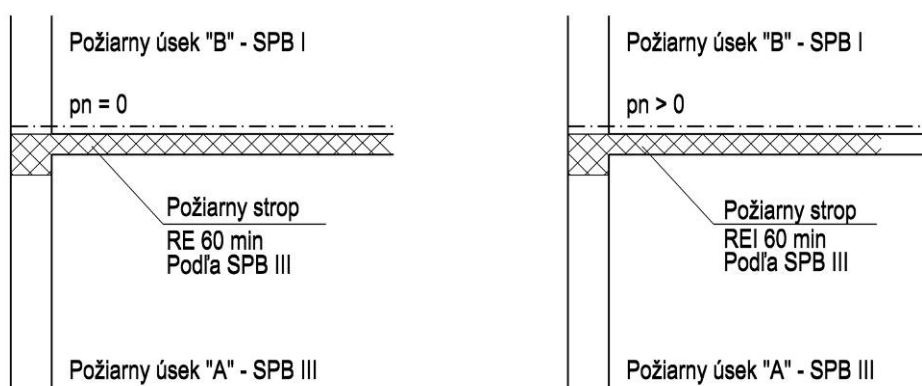 Požiarny úsek "B" - SPB I
pn = 0
Požiarny strop
RE 60 min
Podľa SPB III
Požiarny úsek "A" - SPB III
Požiarny úsek "B" - SPB I
pn > 0
Požiarny strop
REI 60 min
Podľa SPB III
Požiarny úsek "A" - SPB III